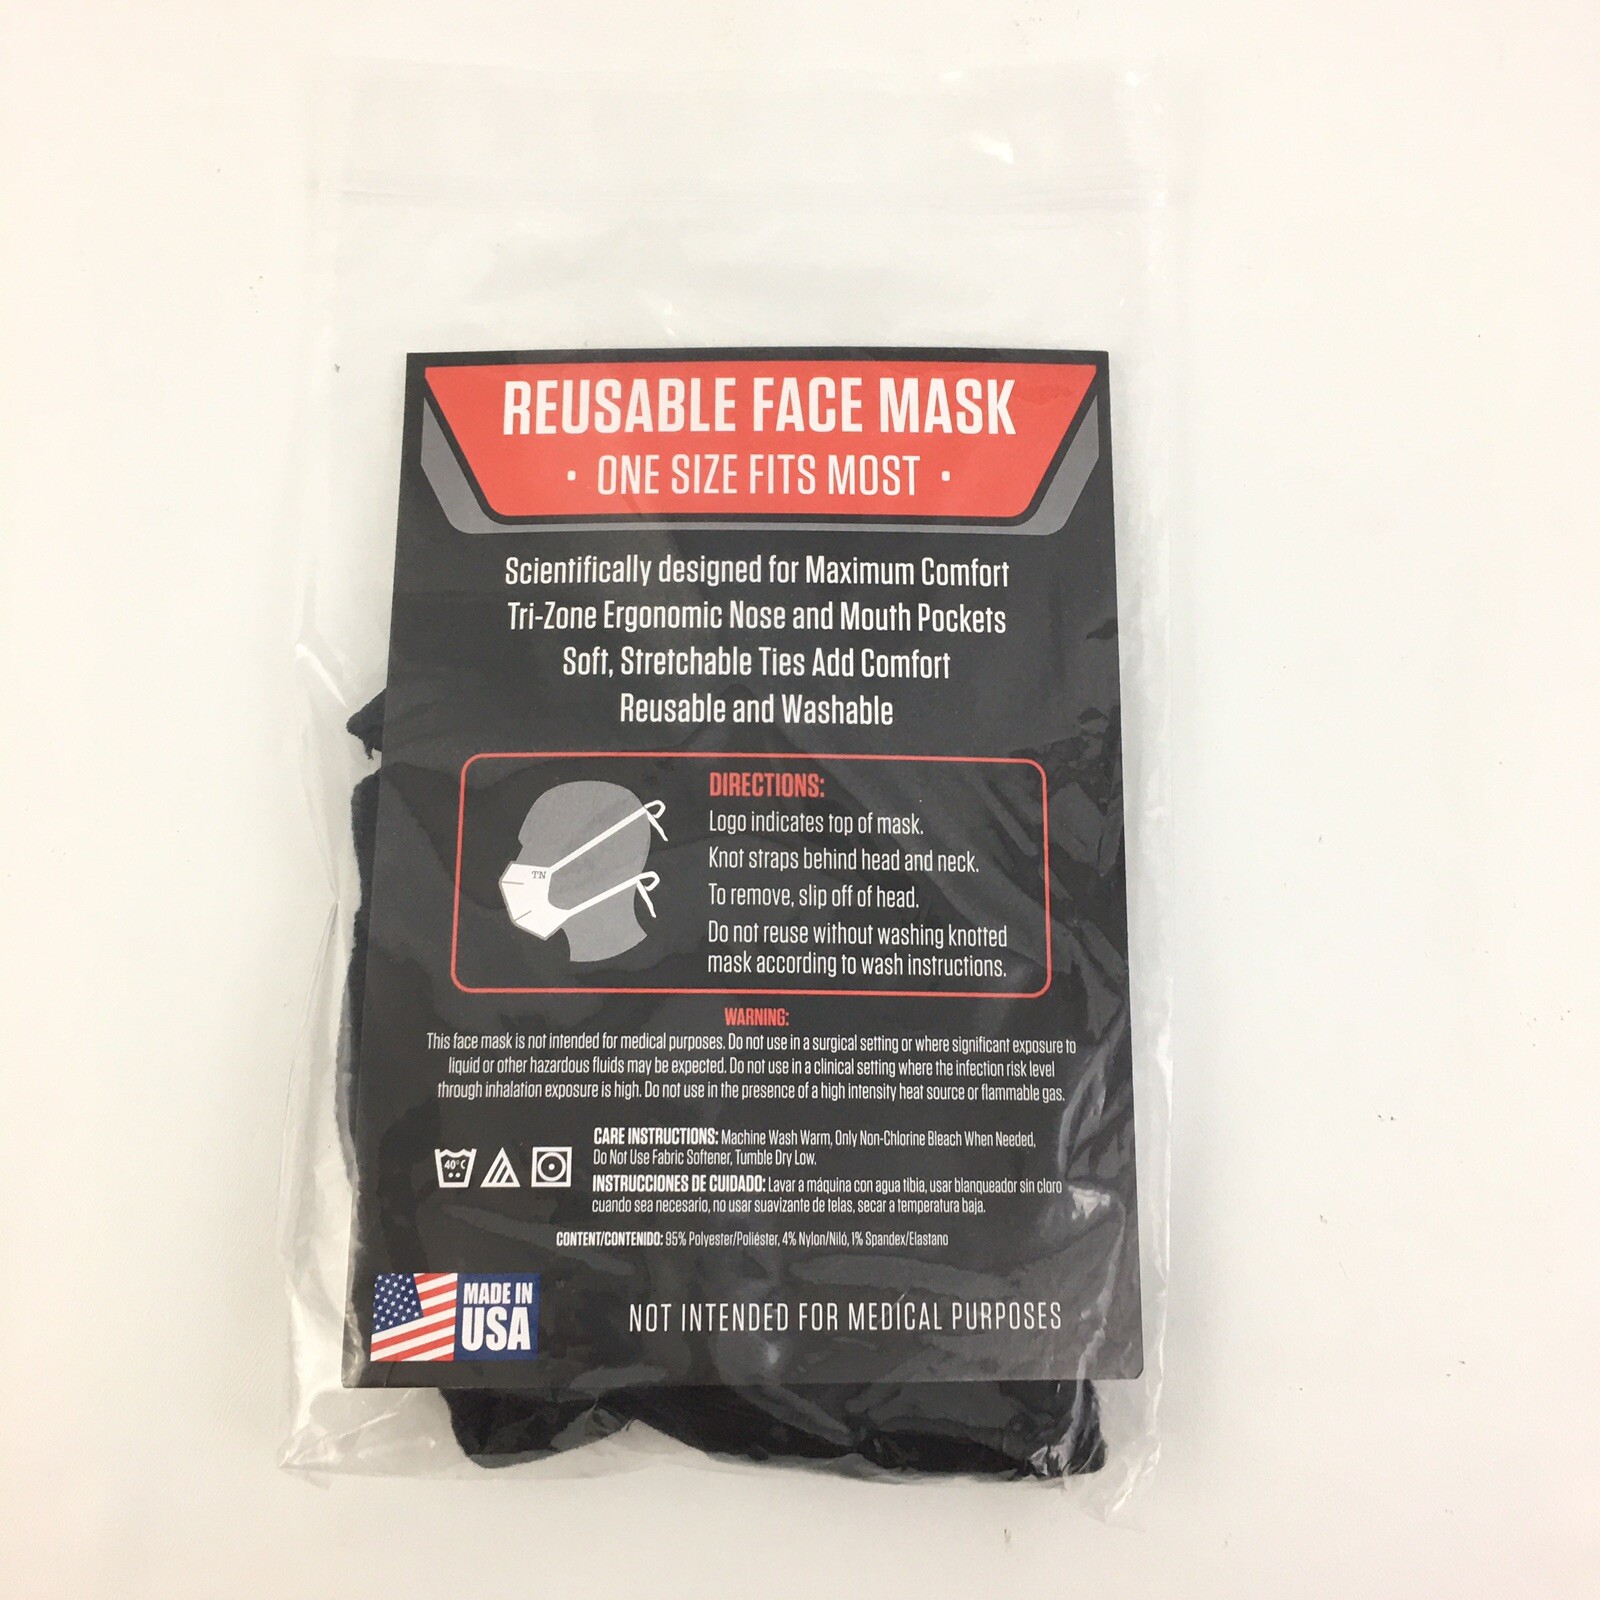 REUSABLE FACE MASK
· ONE SIZE FITS MOST ·
Scientifically designed for Maximum Comfort
Tri-Zone Ergonomic Nose and Mouth Pockets
Soft, Stretchable Ties Add Comfort
Reusable and Washable
TN
DIRECTIONS:
Logo indicates top of mask.
Knot straps behind head and neck.
To remove, slip off of head.
Do not reuse without washing knotted
mask according to wash instructions.
WARNING:
This face mask is not intended for medical purposes. Do not use in a surgical setting or where significant exposure to
liquid or other hazardous fluids may be expected. Do not use in a clinical setting where the infection risk level
through inhalation exposure is high. Do not use in the presence of a high intensity heat source or flammable gas.
40°C
CARE INSTRUCTIONS: Machine Wash Warm, Only Non-Chlorine Bleach When Needed,
Do Not Use Fabric Softener, Tumble Dry Low.
INSTRUCCIONES DE CUIDADO: Lavar a máquina con agua tibia, usar blanqueador sin cloro
cuando sea necesario, no usar suavizante de telas, secar a temperatura baja.
CONTENT/CONTENIDO: 95% Polyester/Poliéster, 4% Nylon/Niló, 1% Spandex/Elastano
MADE IN
USA
NOT INTENDED FOR MEDICAL PURPOSES